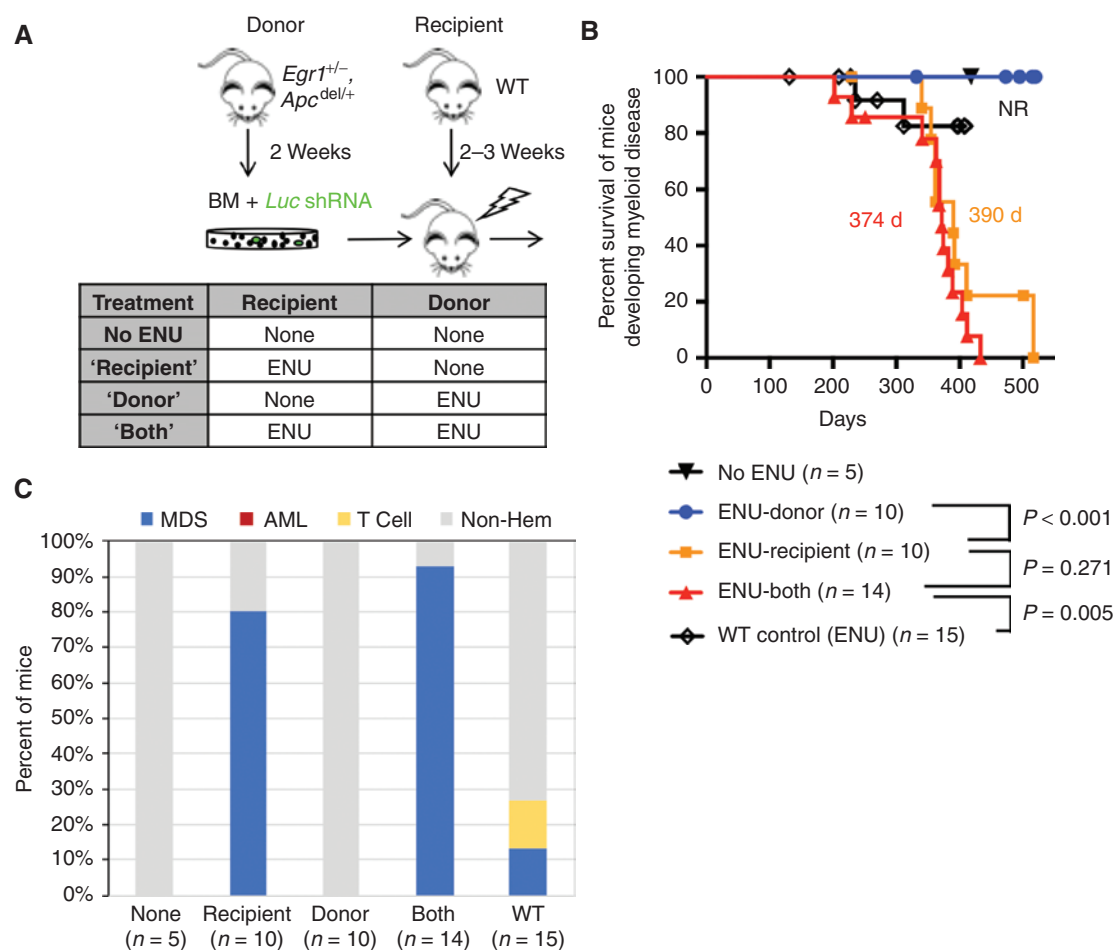 A
Donor
Recipient
Egr1+/–,
Apcdel/+
WT
2 Weeks
2–3 Weeks
BM + Luc shRNA
Treatment Recipient Donor
No ENU None None
'Recipient' ENU None
'Donor' None ENU
'Both' ENU ENU
B
Percent survival of mice
developing myeloid disease
100
80
60
40
20
0
NR
374 d
390 d
0 100 200 300 400 500
Days
No ENU (n = 5)
ENU-donor (n = 10)
ENU-recipient (n = 10)
ENU-both (n = 14)
WT control (ENU) (n = 15)
P < 0.001
P = 0.271
P = 0.005
C
MDS AML T Cell Non-Hem
Percent of mice
100%
90%
80%
70%
60%
50%
40%
30%
20%
10%
0%
None Recipient Donor Both WT
(n = 5) (n = 10) (n = 10) (n = 14) (n = 15)